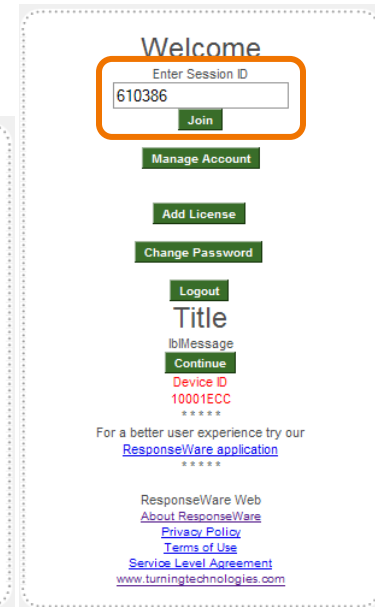 Welcome
Enter Session ID
610386
Join
Manage Account
Add License
Change Password
Logout
Title
lblMessage
Continue
Device ID
10001ECC
* * * * *
For a better user experience try our
ResponseWare application
* * * * *
ResponseWare Web
About ResponseWare
Privacy Policy
Terms of Use
Service Level Agreement
www.turningtechnologies.com